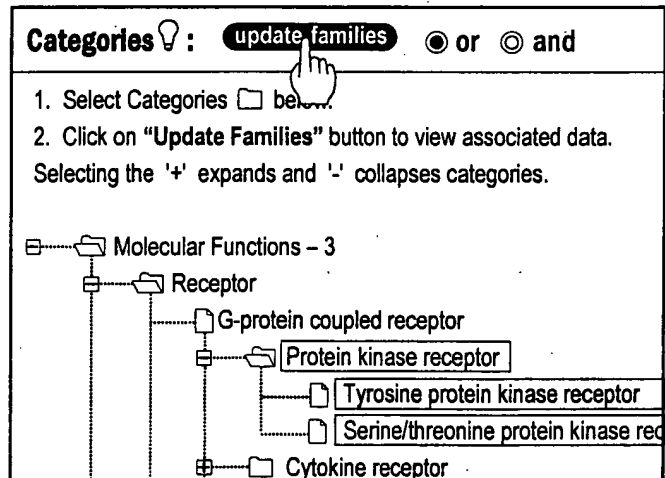 Categories : update families or and
1. Select Categories below.
2. Click on “Update Families” button to view associated data.
Selecting the '+' expands and '-' collapses categories.
Molecular Functions – 3
Receptor
G-protein coupled receptor
Protein kinase receptor
Tyrosine protein kinase receptor
Serine/threonine protein kinase rec
Cytokine receptor